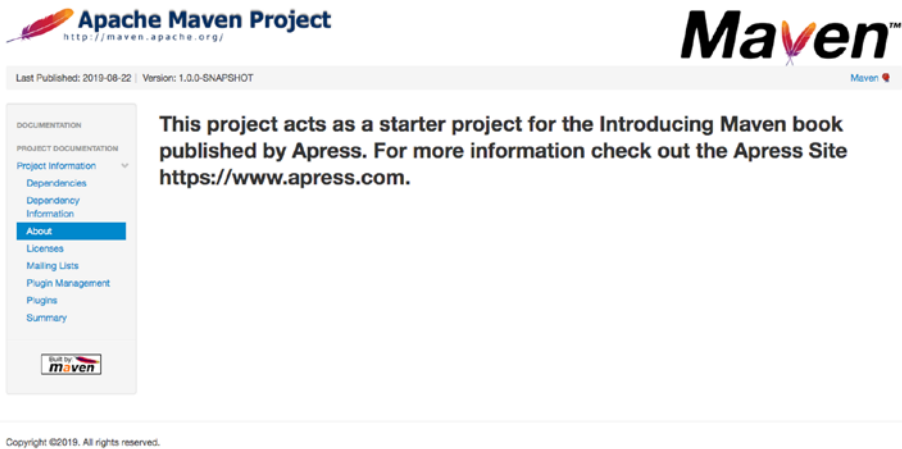 Apache Maven Project
http://maven.apache.org/
Maven™
Last Published: 2019-08-22 | Version: 1.0.0-SNAPSHOT
Maven
DOCUMENTATION
PROJECT DOCUMENTATION
Project Information
Dependencies
Dependency
Information
About
Licenses
Mailing Lists
Plugin Management
Plugins
Summary
Built by
maven
This project acts as a starter project for the Introducing Maven book
published by Apress. For more information check out the Apress Site
https://www.apress.com.
Copyright ©2019. All rights reserved.